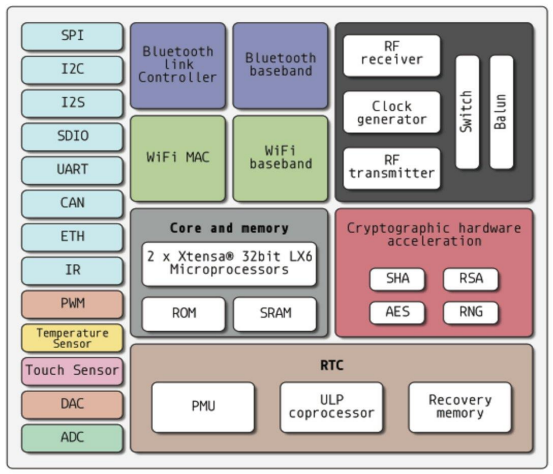 SPI
I2C
I2S
SDIO
UART
CAN
ETH
IR
PWM
Temperature
Sensor
Touch Sensor
DAC
ADC
Bluetooth
link
Controller
Bluetooth
baseband
WiFi MAC
WiFi
baseband
RF
receiver
Clock
generator
RF
transmitter
Switch
Balun
Core and memory
2 x Xtensa® 32bit LX6
Microprocessors
ROM
SRAM
Cryptographic hardware
acceleration
SHA
RSA
AES
RNG
RTC
PMU
ULP
coprocessor
Recovery
memory